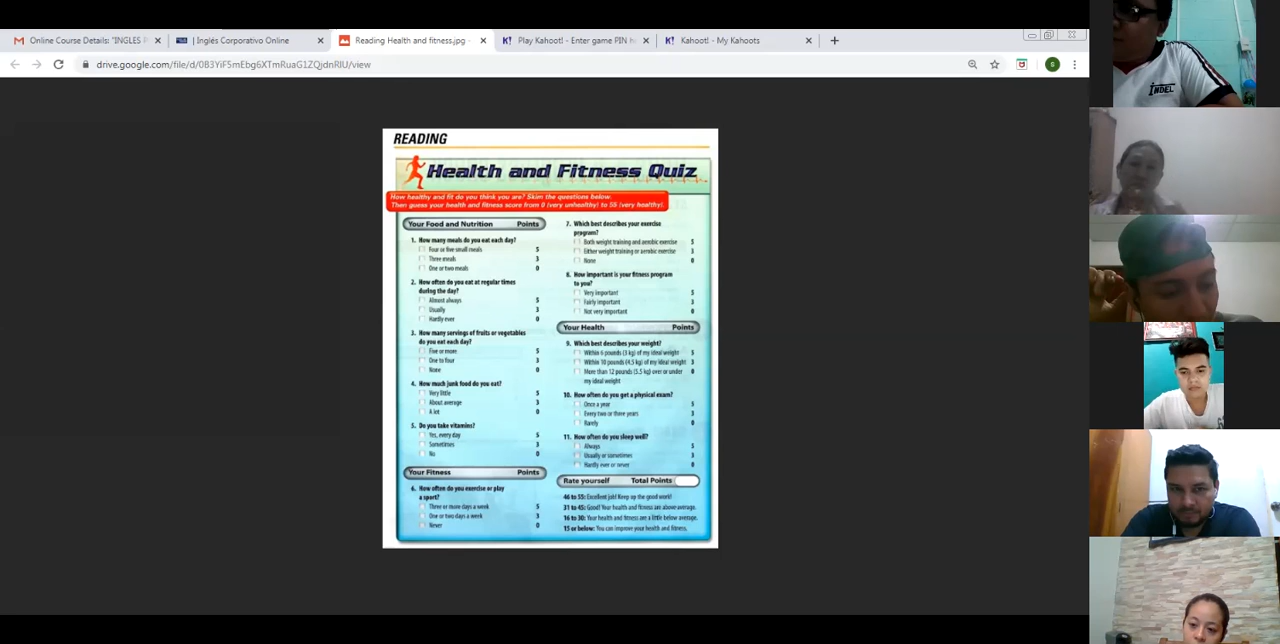 Online Course Details: "INGLES P
| Inglés Corporativo Online
Reading Health and fitness.jpg -
Play Kahoot! - Enter game PIN h
Kahoot! - My Kahoots
drive.google.com/file/d/0B3YiF5mEbg6XTmRuaG1ZQjdnRlU/view
INDEL
READING
Health and Fitness Quiz
How healthy and fit do you think you are? Skim the questions below.
Then guess your health and fitness score from 0 (very unhealthy) to 55 (very healthy).
Your Food and Nutrition Points
1. How many meals do you eat each day?
Four or five small meals 5
Three meals 3
One or two meals 0
2. How often do you eat at regular times
during the day?
Almost always 5
Usually 3
Hardly ever 0
3. How many servings of fruits or vegetables
do you eat each day?
Five or more 5
One to four 3
None 0
4. How much junk food do you eat?
Very little 5
About average 3
A lot 0
5. Do you take vitamins?
Yes, every day 5
Sometimes 3
No 0
Your Fitness Points
6. How often do you exercise or play
a sport?
Three or more days a week 5
One or two days a week 3
Never 0
7. Which best describes your exercise
program?
Both weight training and aerobic exercise 5
Either weight training or aerobic exercise 3
None 0
8. How important is your fitness program
to you?
Very important 5
Fairly important 3
Not very important 0
Your Health Points
9. Which best describes your weight?
Within 6 pounds (3 kg) of my ideal weight 5
Within 10 pounds (4.5 kg) of my ideal weight 3
More than 12 pounds (5.5 kg) over or under 0
my ideal weight
10. How often do you get a physical exam?
Once a year 5
Every two or three years 3
Rarely 0
11. How often do you sleep well?
Always 5
Usually or sometimes 3
Hardly ever or never 0
Rate yourself Total Points
46 to 55: Excellent job! Keep up the good work!
31 to 45: Good! Your health and fitness are above average.
16 to 30: Your health and fitness are a little below average.
15 or below: You can improve your health and fitness.